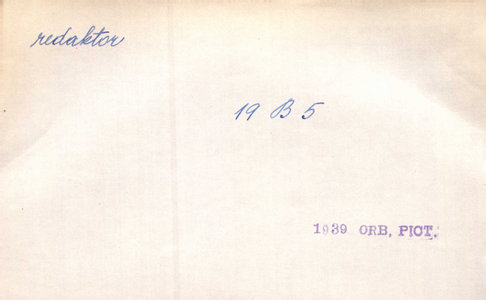 redaktor
19 B 5
1939 ORB, PICT.